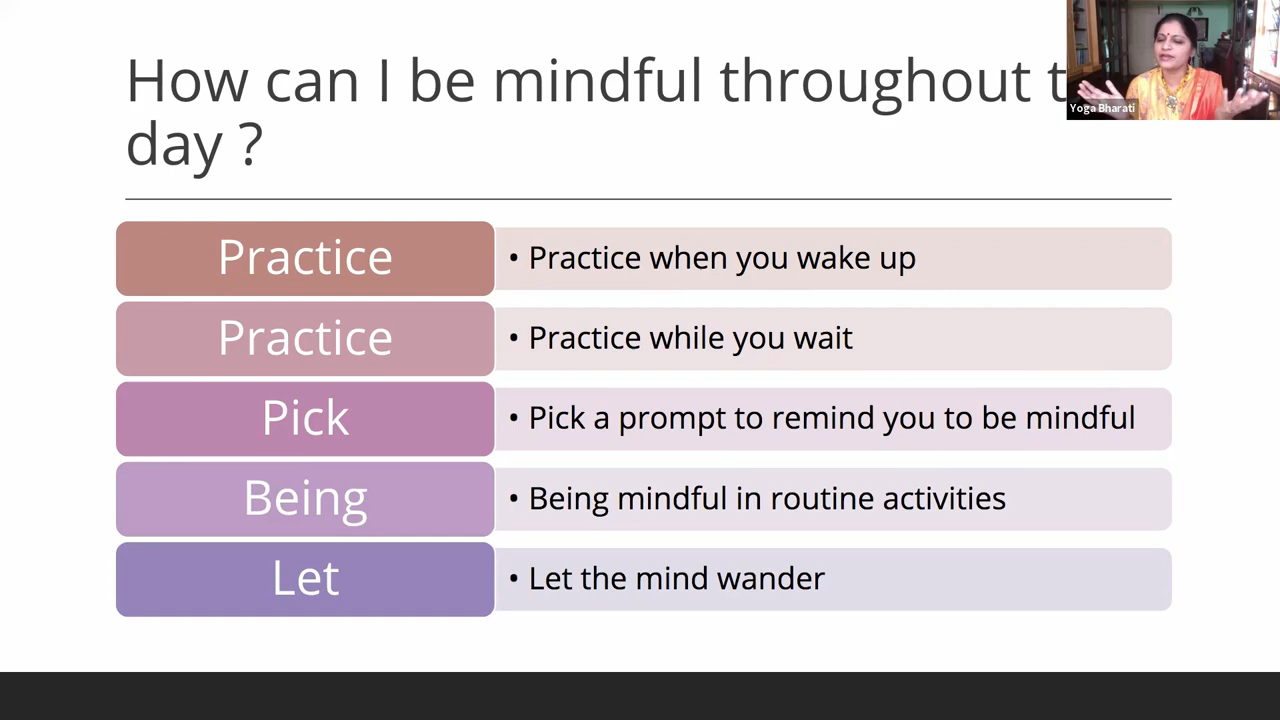 How can I be mindful throughout
day ?
Yoga Bharati
Practice
• Practice when you wake up
Practice
• Practice while you wait
Pick
• Pick a prompt to remind you to be mindful
Being
• Being mindful in routine activities
Let
• Let the mind wander